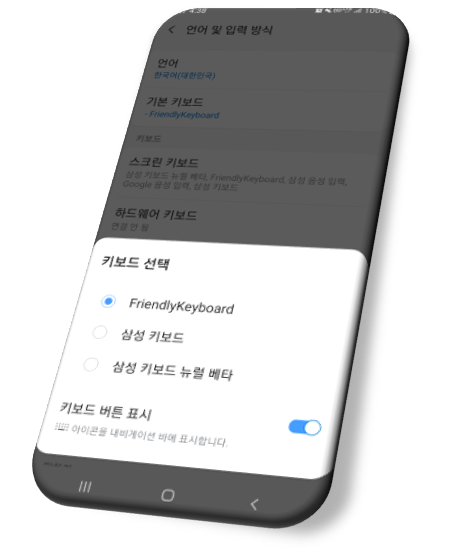 4:38
100%
언어 및 입력 방식
언어
한국어(대한민국)
기본 키보드
- FriendlyKeyboard
키보드
스크린 키보드
삼성 키보드 뉴럴 베타, FriendlyKeyboard, 삼성 음성 입력,
Google 음성 입력, 삼성 키보드
하드웨어 키보드
연결 안 됨
키보드 선택
FriendlyKeyboard
삼성 키보드
삼성 키보드 뉴럴 베타
키보드 버튼 표시
아이콘을 내비게이션 바에 표시합니다.